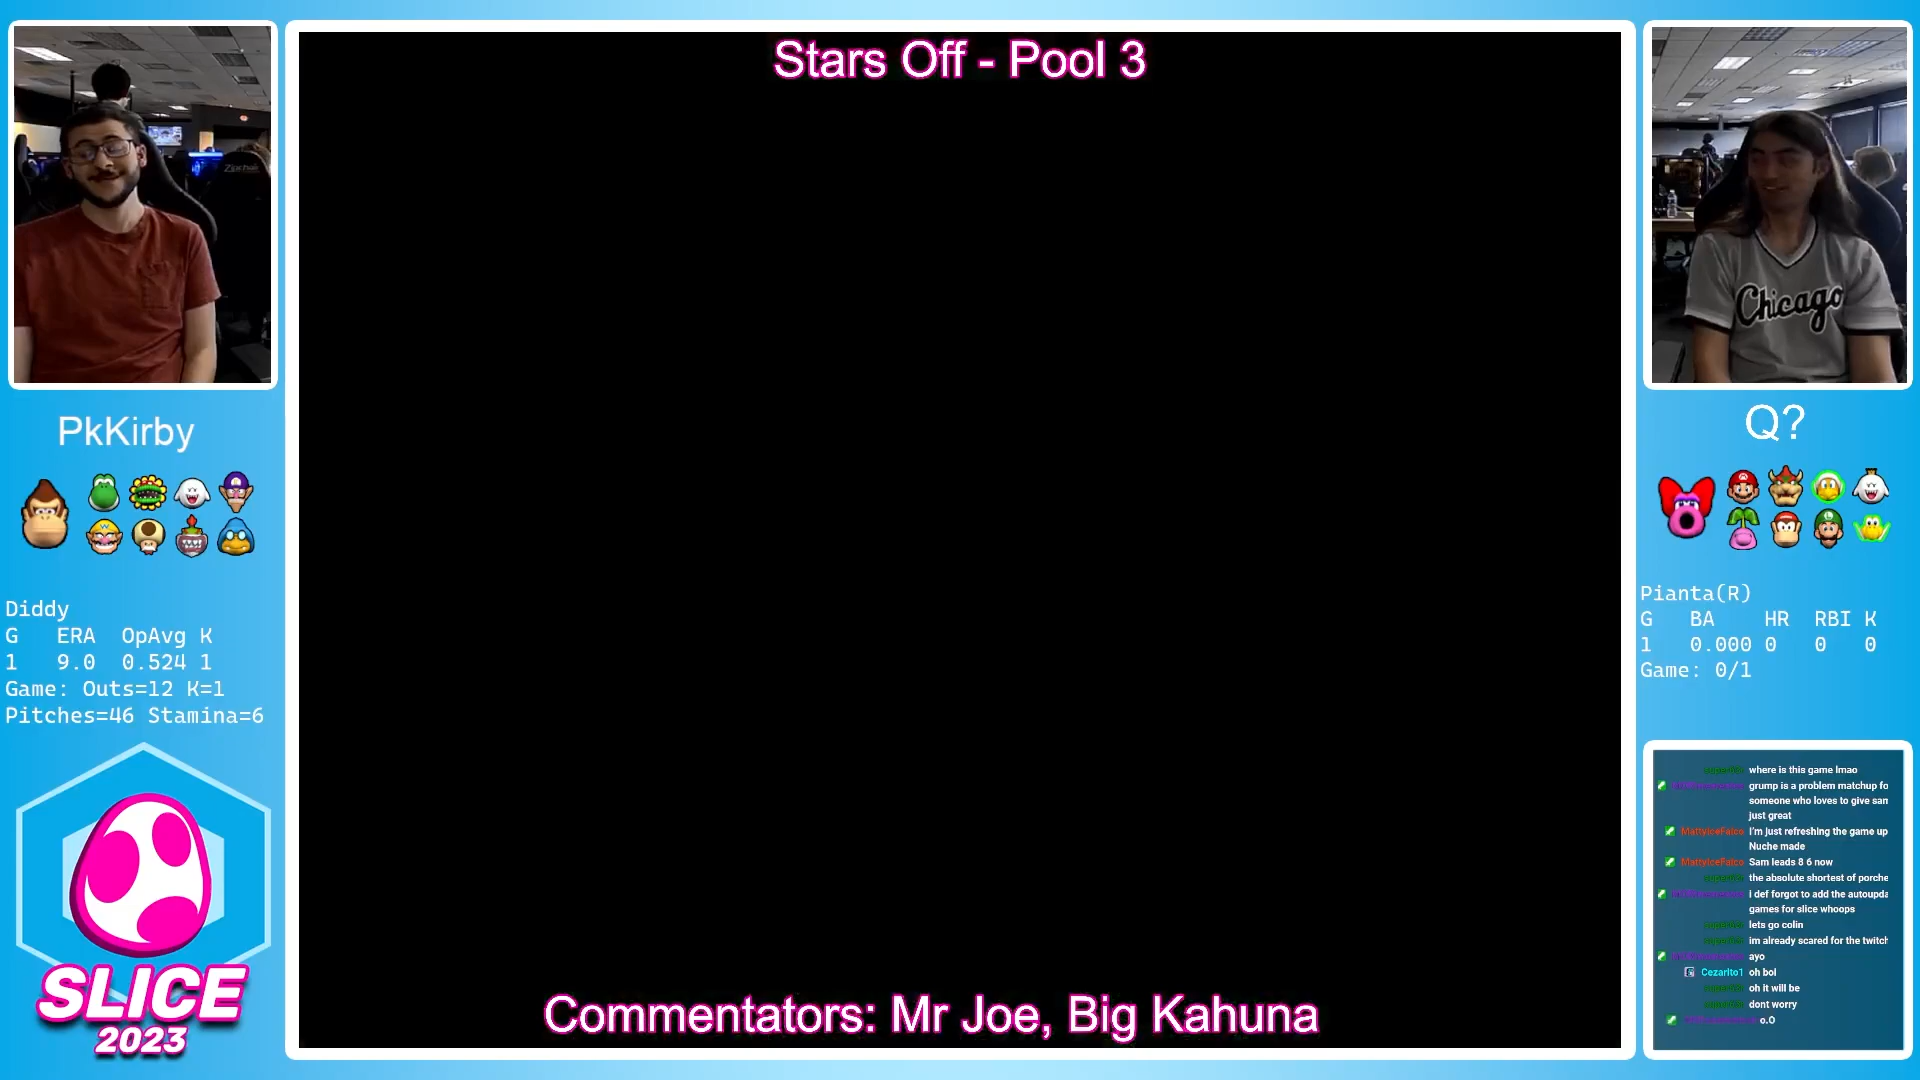 Stars Off - Pool 3
Zipchair
Chicago
PkKirby
Q?
Diddy
G ERA OpAvg K
1 9.0 0.524 1
Game: Outs=12 K=1
Pitches=46 Stamina=6
Pianta(R)
G BA HR RBI K
1 0.000 0 0 0
Game: 0/1
SLICE
2023
where is this game lmao
grump is a problem matchup fo
someone who loves to give san
just great
MattyIceFalco I'm just refreshing the game up
Nuche made
MattyIceFalco Sam leads 8 6 now
the absolute shortest of porche
i def forgot to add the autoupda
games for slice whoops
lets go colin
im already scared for the twitch
ayo
Cezarito1 oh boi
oh it will be
dont worry
o.O
Commentators: Mr Joe, Big Kahuna